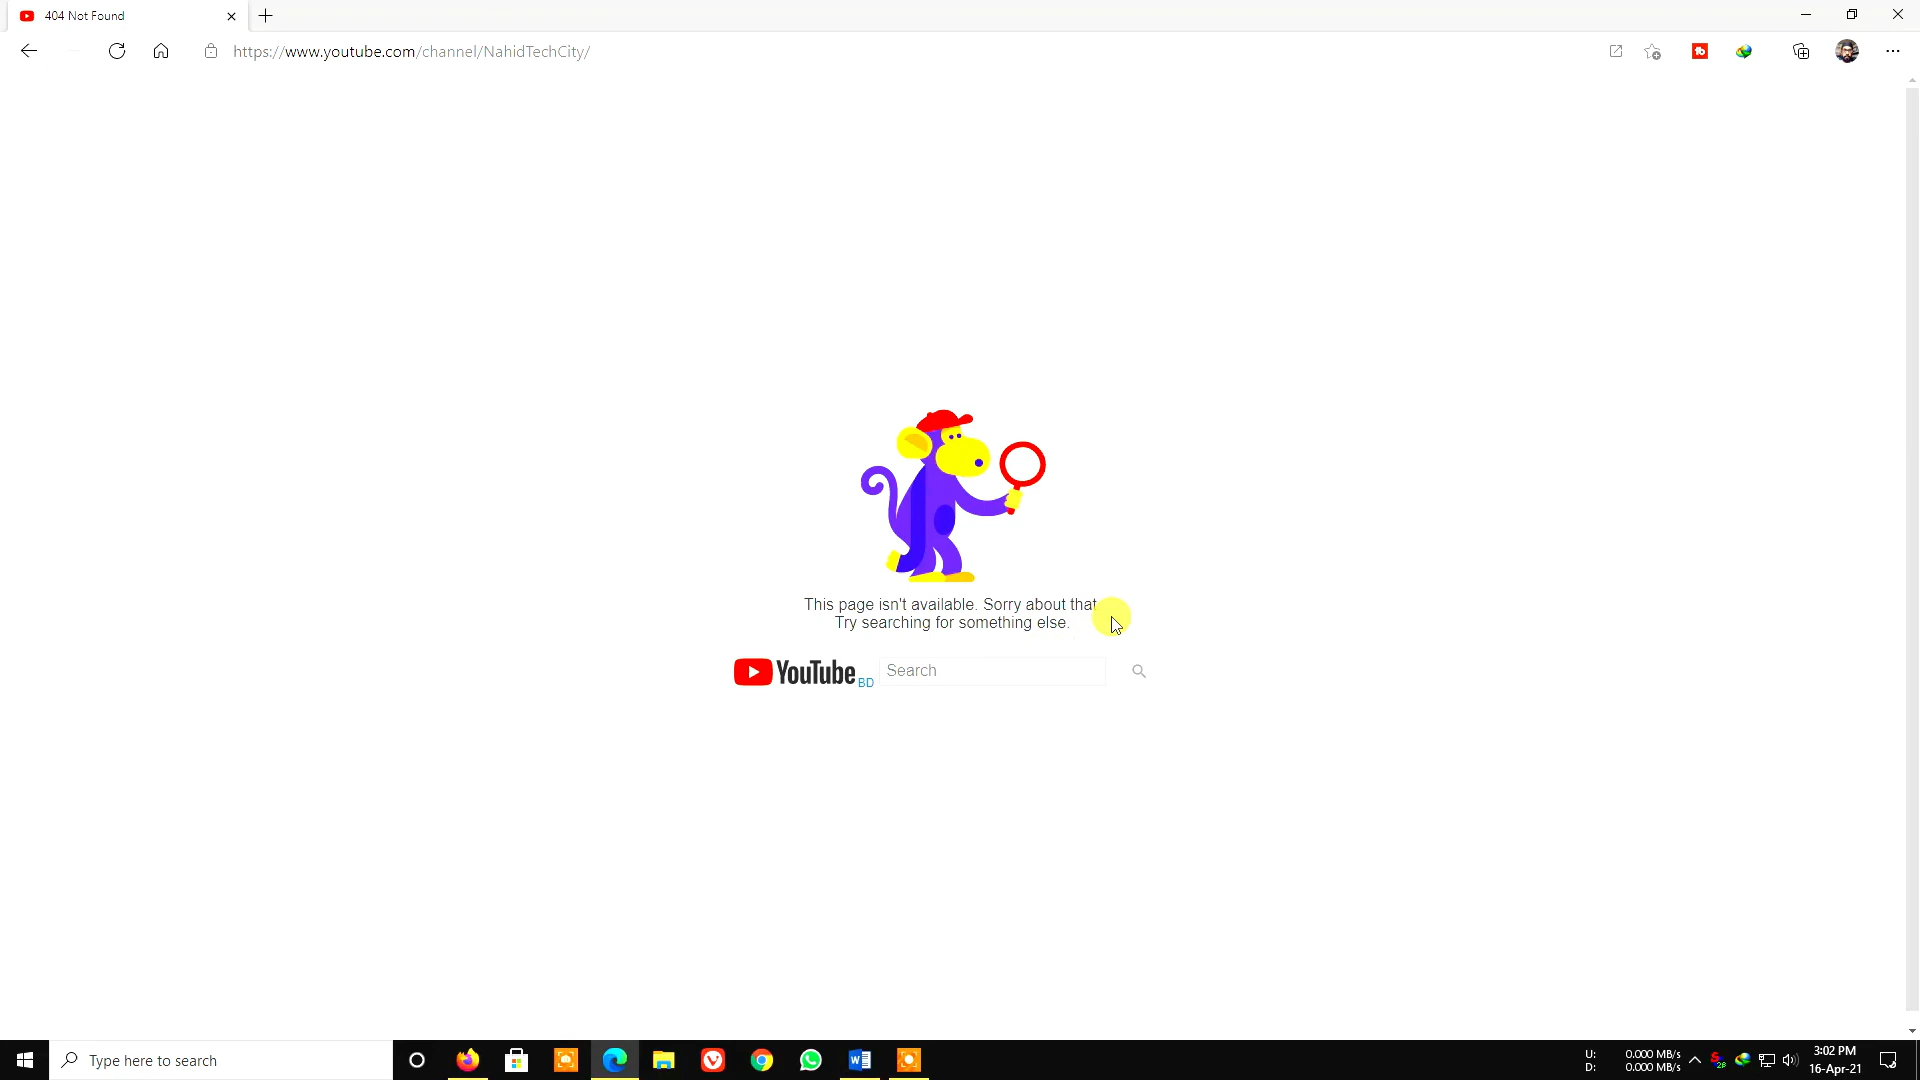 404 Not Found
https://www.youtube.com/channel/NahidTechCity/
This page isn't available. Sorry about that
Try searching for something else.
YouTube BD
Search
Type here to search
U: 0.000 MB/s
D: 0.000 MB/s
3:02 PM
16-Apr-21